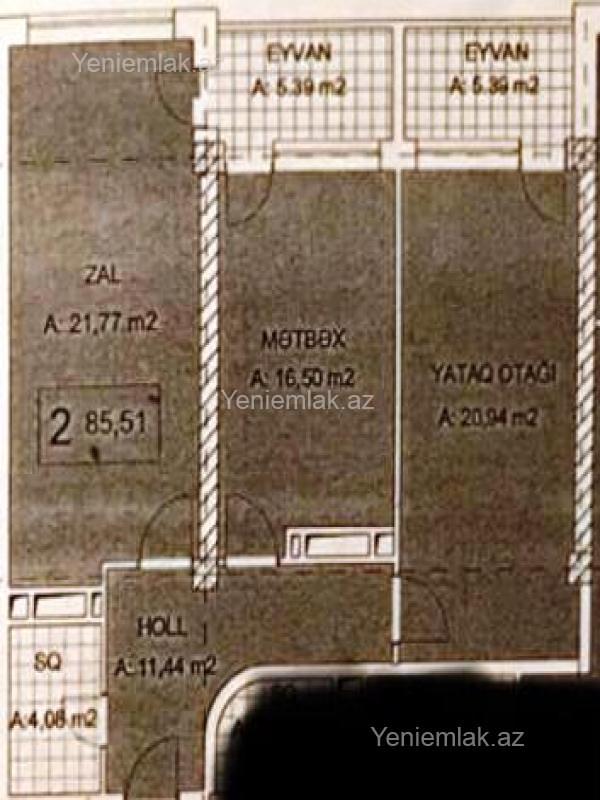 Yeniemlak.az
EYVAN
A: 5.39 m2
EYVAN
A: 5.39 m2
ZAL
A: 21,77 m2
2 85,51
MƏTBƏX
A: 16,50 m2
Yeniemlak.az
YATAQ OTAĞI
A: 20,94 m2
HOLL
A: 11,44 m2
SQ
A:4,08 m2
SQ
Yeniemlak.az